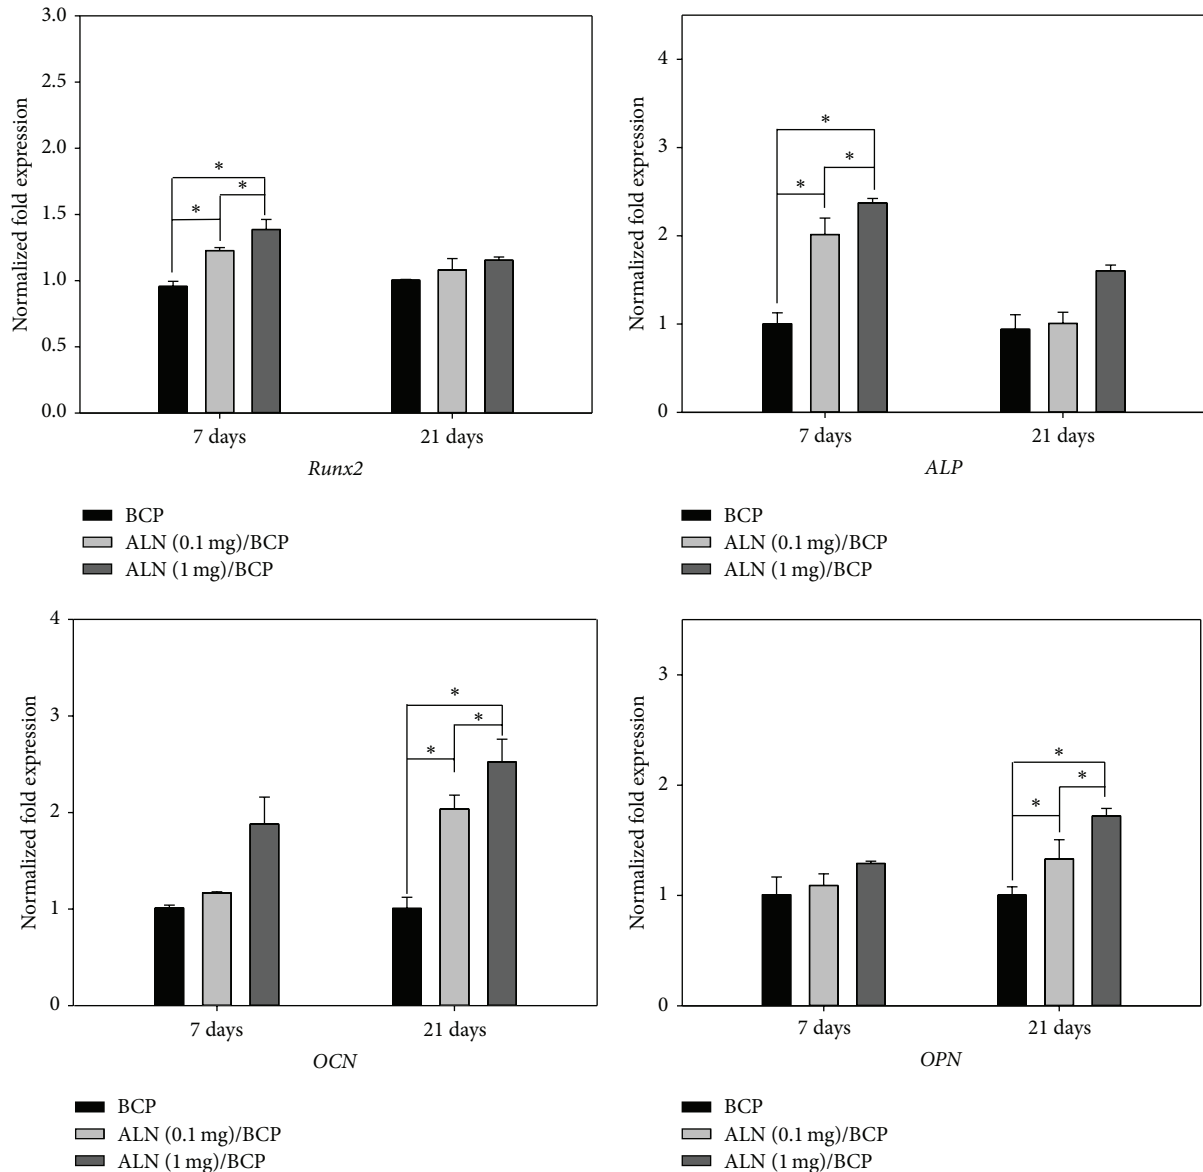 Normalized fold expression
3.0
2.5
2.0
1.5
1.0
0.5
0.0
* * *
7 days 21 days
Runx2
BCP
ALN (0.1 mg)/BCP
ALN (1 mg)/BCP
Normalized fold expression
4
3
2
1
0
* * *
7 days 21 days
ALP
BCP
ALN (0.1 mg)/BCP
ALN (1 mg)/BCP
Normalized fold expression
4
3
2
1
0
* * *
7 days 21 days
OCN
BCP
ALN (0.1 mg)/BCP
ALN (1 mg)/BCP
Normalized fold expression
3
2
1
0
* * *
7 days 21 days
OPN
BCP
ALN (0.1 mg)/BCP
ALN (1 mg)/BCP